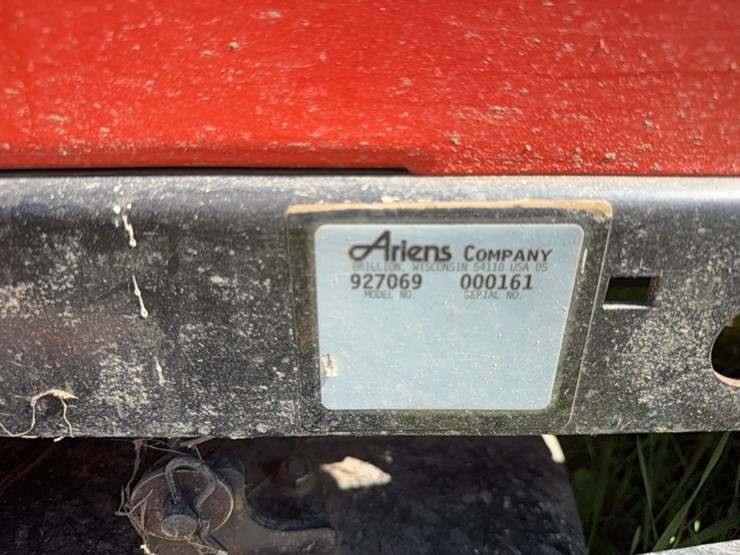 Ariens COMPANY
BRILLION, WISCONSIN 54110 USA 05
927069 000161
MODEL NO. SERIAL NO.